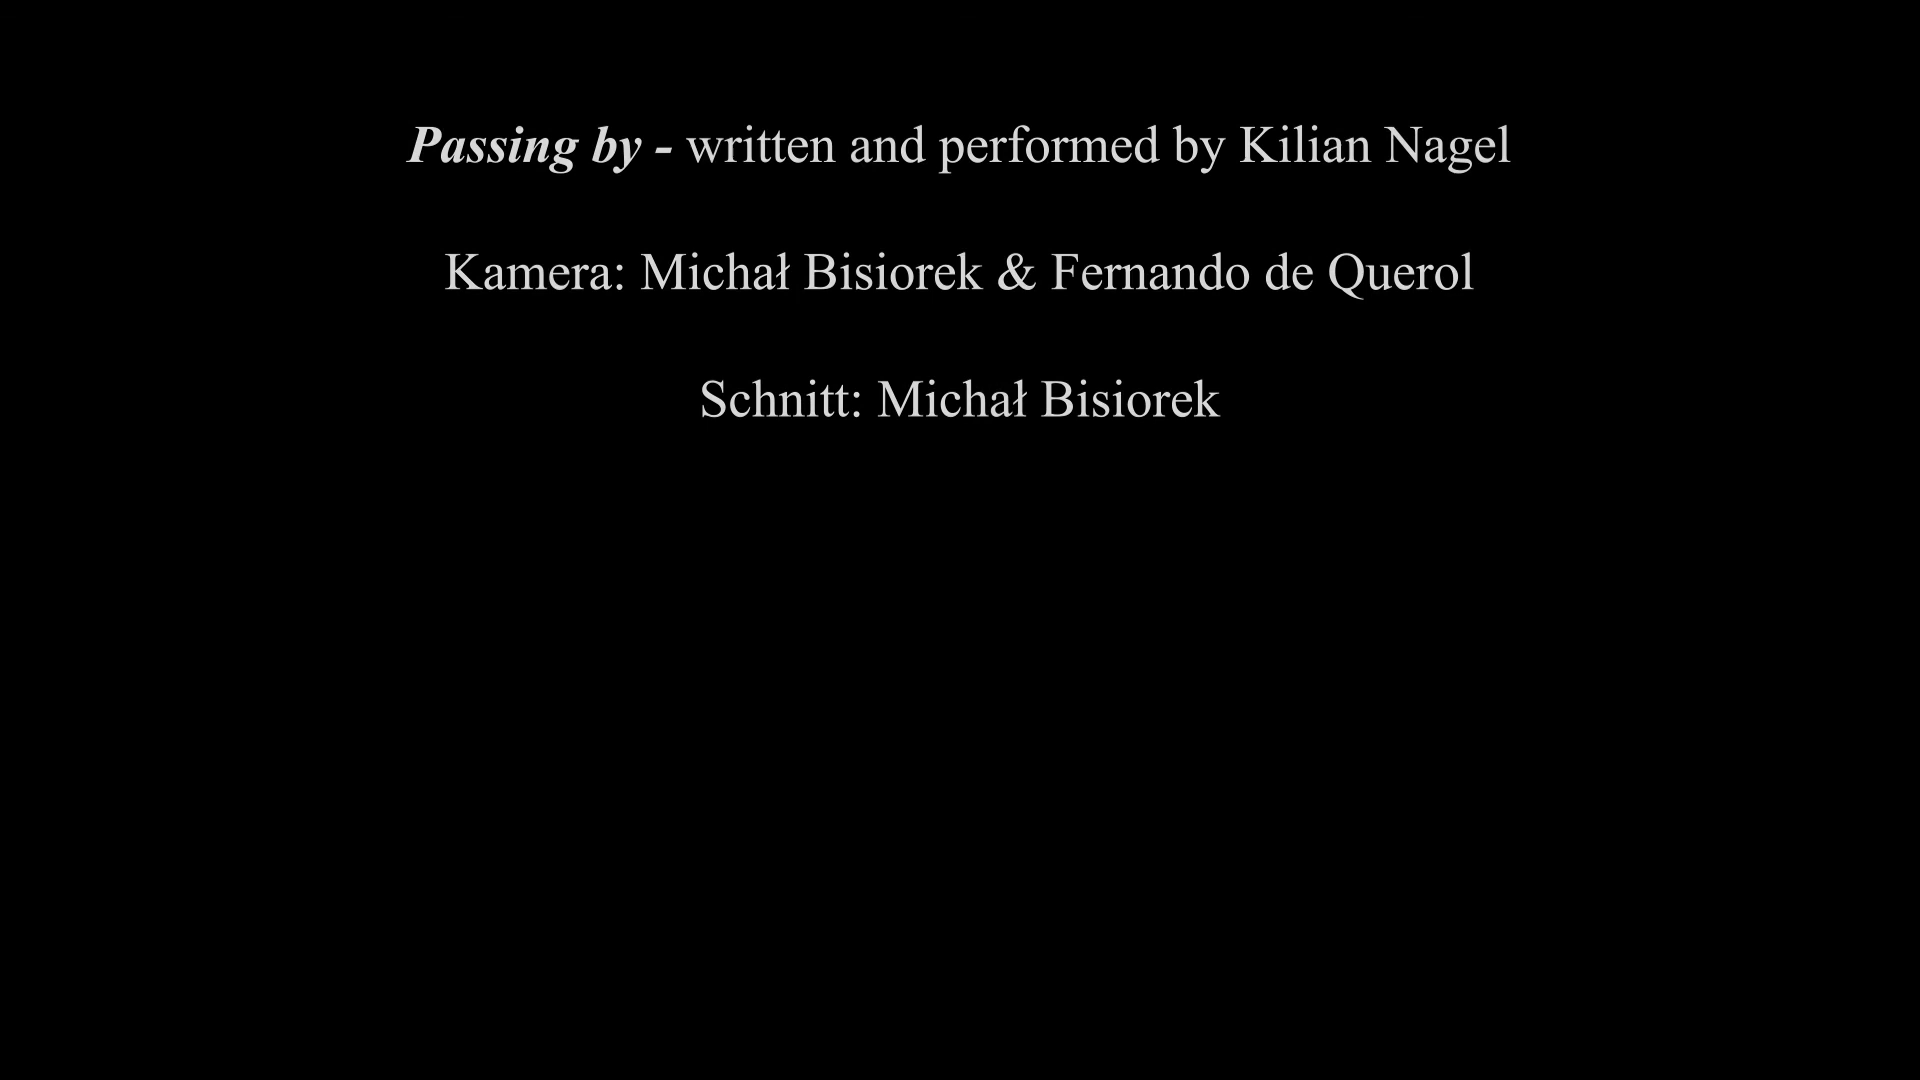 Passing by - written and performed by Kilian Nagel
Kamera: Michał Bisiorek & Fernando de Querol
Schnitt: Michał Bisiorek